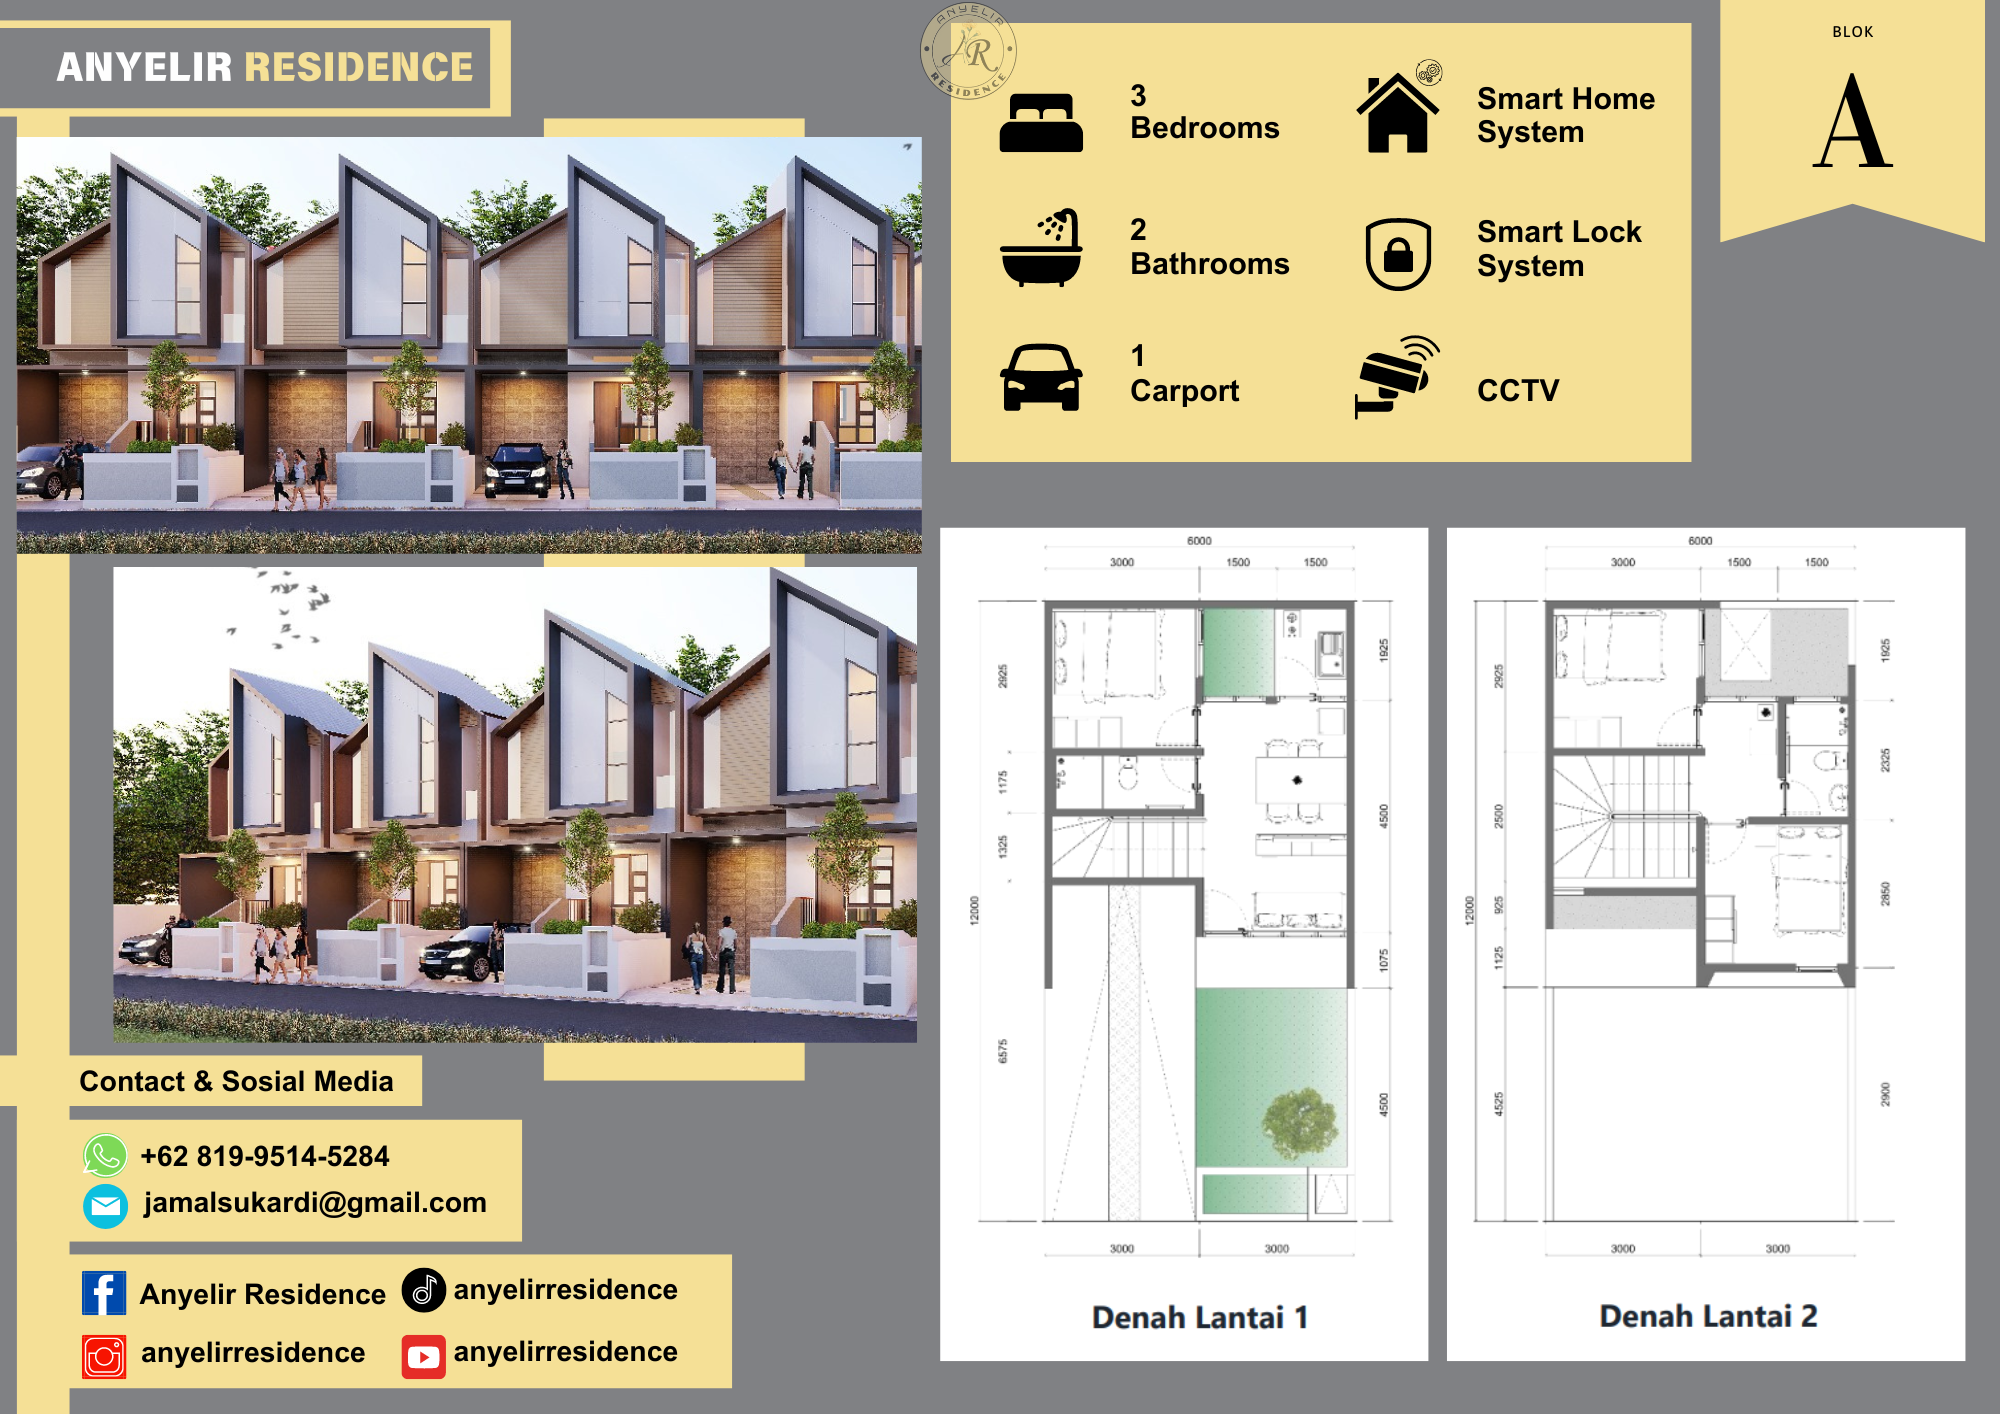 ANYELIR RESIDENCE
ANYELIR
AR
RESIDENCE
3
Bedrooms
Smart Home
System
2
Bathrooms
Smart Lock
System
1
Carport
CCTV
BLOK
A
6000
3000 1500 1500
2925
1175
1325
12000
6575
1925
4500
1075
4500
3000 3000
Denah Lantai 1
6000
3000 1500 1500
2925
2500
12000
925
1125
4525
1925
2325
2850
2900
3000 3000
Denah Lantai 2
Contact & Sosial Media
+62 819-9514-5284
jamalsukardi@gmail.com
Anyelir Residence
anyelirresidence
anyelirresidence
anyelirresidence